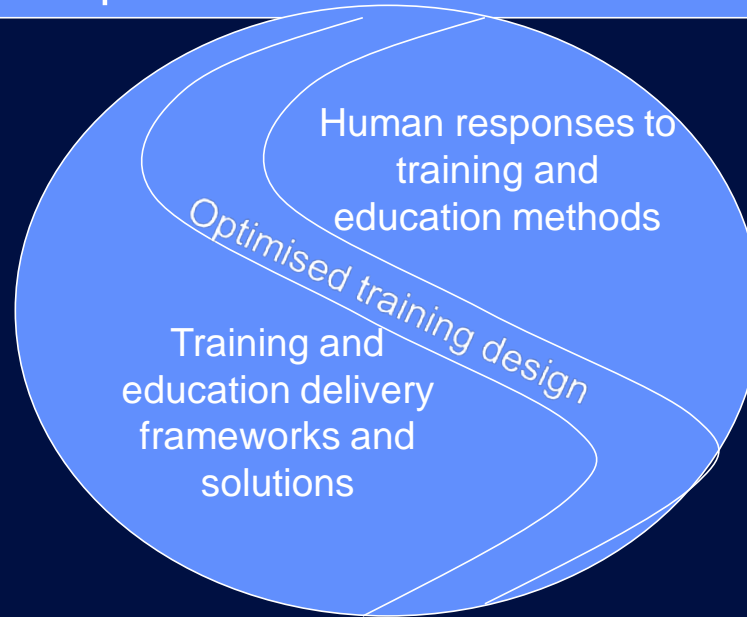 Human responses to
training and
education methods
Optimised training design
Training and
education delivery
frameworks and
solutions